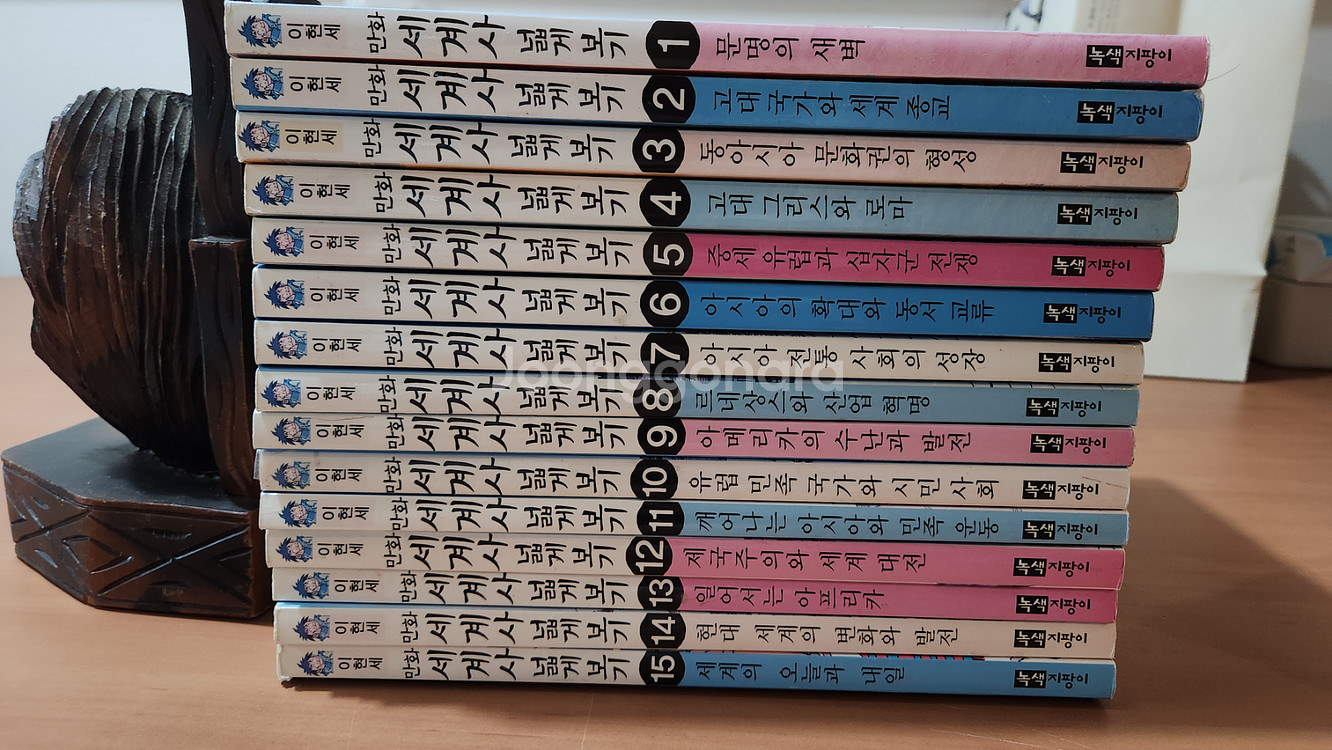 이현세 만화 세계사 넓게 보기 1 문명의 새벽 녹색지팡이
이현세 만화 세계사 넓게 보기 2 고대 국가와 세계 종교 녹색지팡이
이현세 만화 세계사 넓게 보기 3 동아시아 문화권의 형성 녹색지팡이
이현세 만화 세계사 넓게 보기 4 고대 그리스와 로마 녹색지팡이
이현세 만화 세계사 넓게 보기 5 중세 유럽과 십자군 전쟁 녹색지팡이
이현세 만화 세계사 넓게 보기 6 아시아의 확대와 동서 교류 녹색지팡이
이현세 만화 세계사 넓게 보기 7 아시아 전통 사회의 성장 녹색지팡이
Joonggonara
이현세 만화 세계사 넓게 보기 8 르네상스와 산업 혁명 녹색지팡이
이현세 만화 세계사 넓게 보기 9 아메리카의 수난과 발전 녹색지팡이
이현세 만화 세계사 넓게 보기 10 유럽 민족 국가와 시민 사회 녹색지팡이
이현세 만화 세계사 넓게 보기 11 깨어나는 아시아와 민족 운동 녹색지팡이
이현세 만화 세계사 넓게 보기 12 제국주의와 세계 대전 녹색지팡이
이현세 만화 세계사 넓게 보기 13 일어서는 아프리카 녹색지팡이
이현세 만화 세계사 넓게 보기 14 현대 세계의 변화와 발전 녹색지팡이
이현세 만화 세계사 넓게 보기 15 세계의 오늘과 내일 녹색지팡이